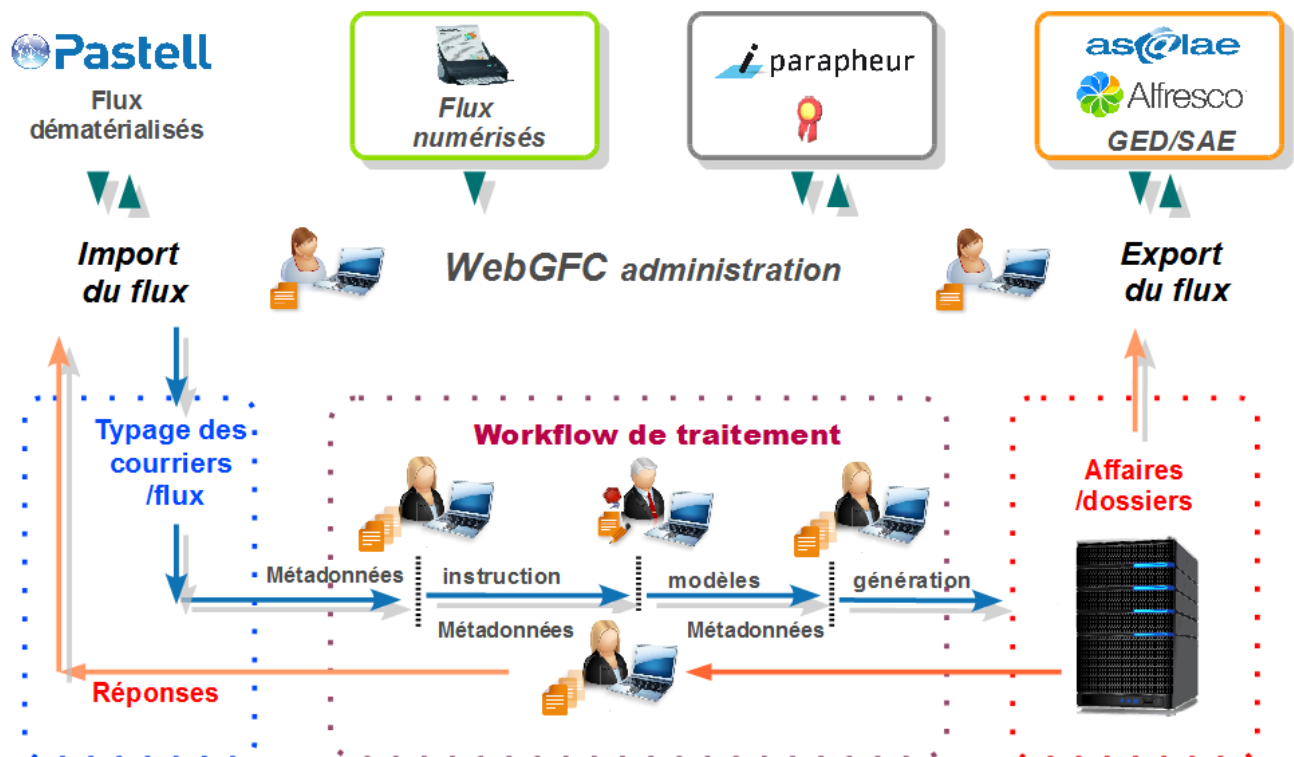 Pastell
Flux
dématérialisés
Flux
numérisés
i parapheur
as@lae
Alfresco
GED/SAE
Import
du flux
WebGFC administration
Export
du flux
Typage des
courriers
/flux
Workflow de traitement
Affaires
/dossiers
Métadonnées
instruction
modèles
génération
Métadonnées
Métadonnées
Réponses